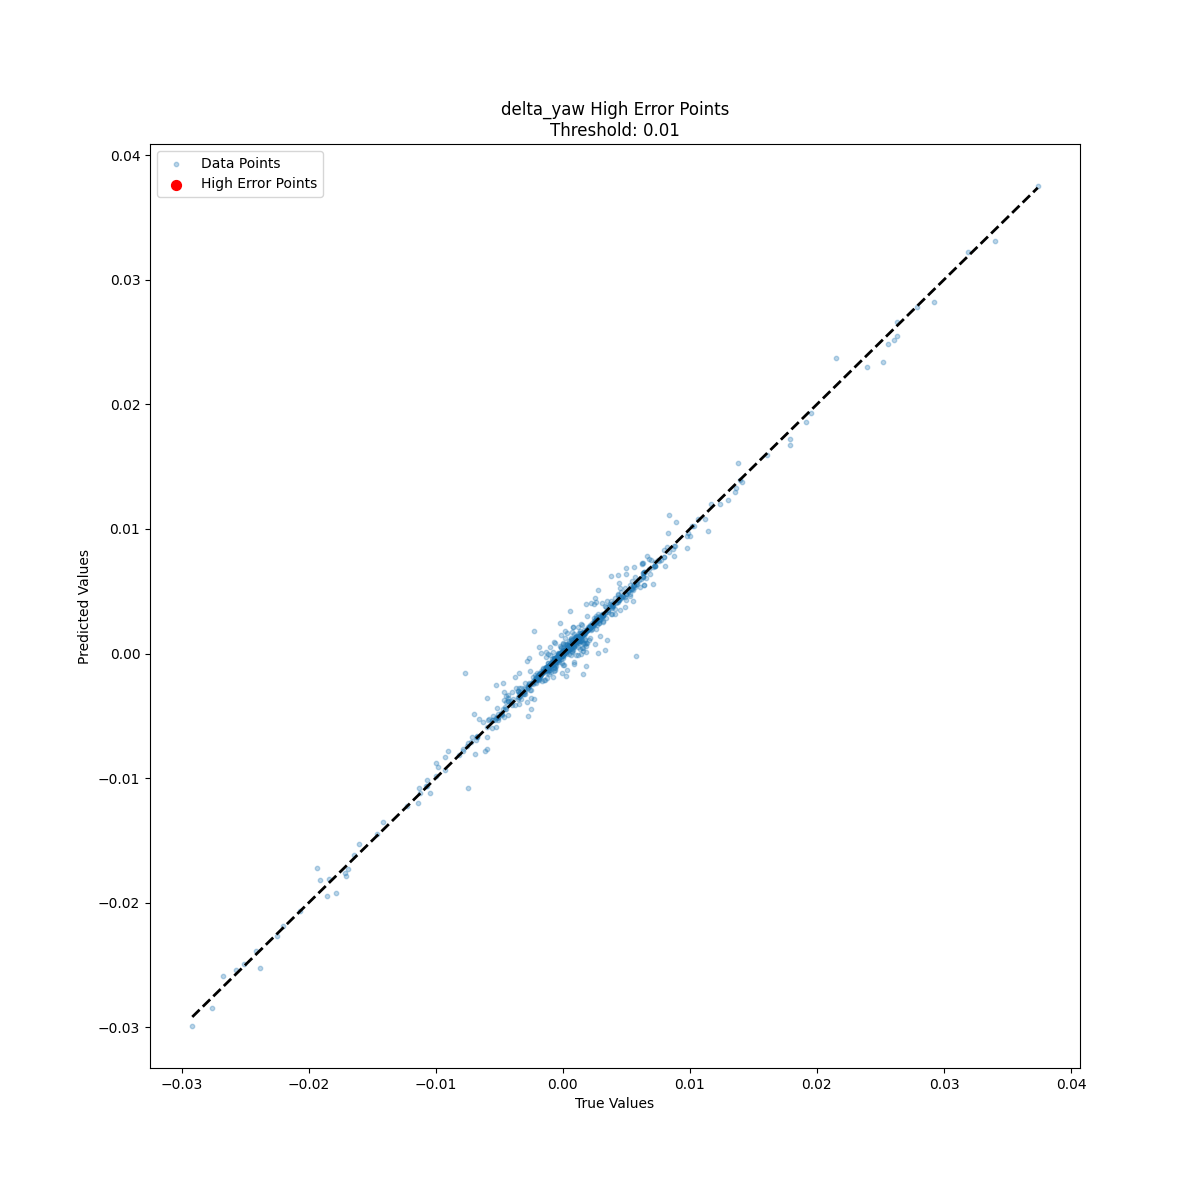 delta_yaw High Error Points
Threshold: 0.01
Data Points
High Error Points
0.04
0.03
0.02
0.01
0.00
−0.01
−0.02
−0.03
Predicted Values
−0.03 −0.02 −0.01 0.00 0.01 0.02 0.03 0.04
True Values